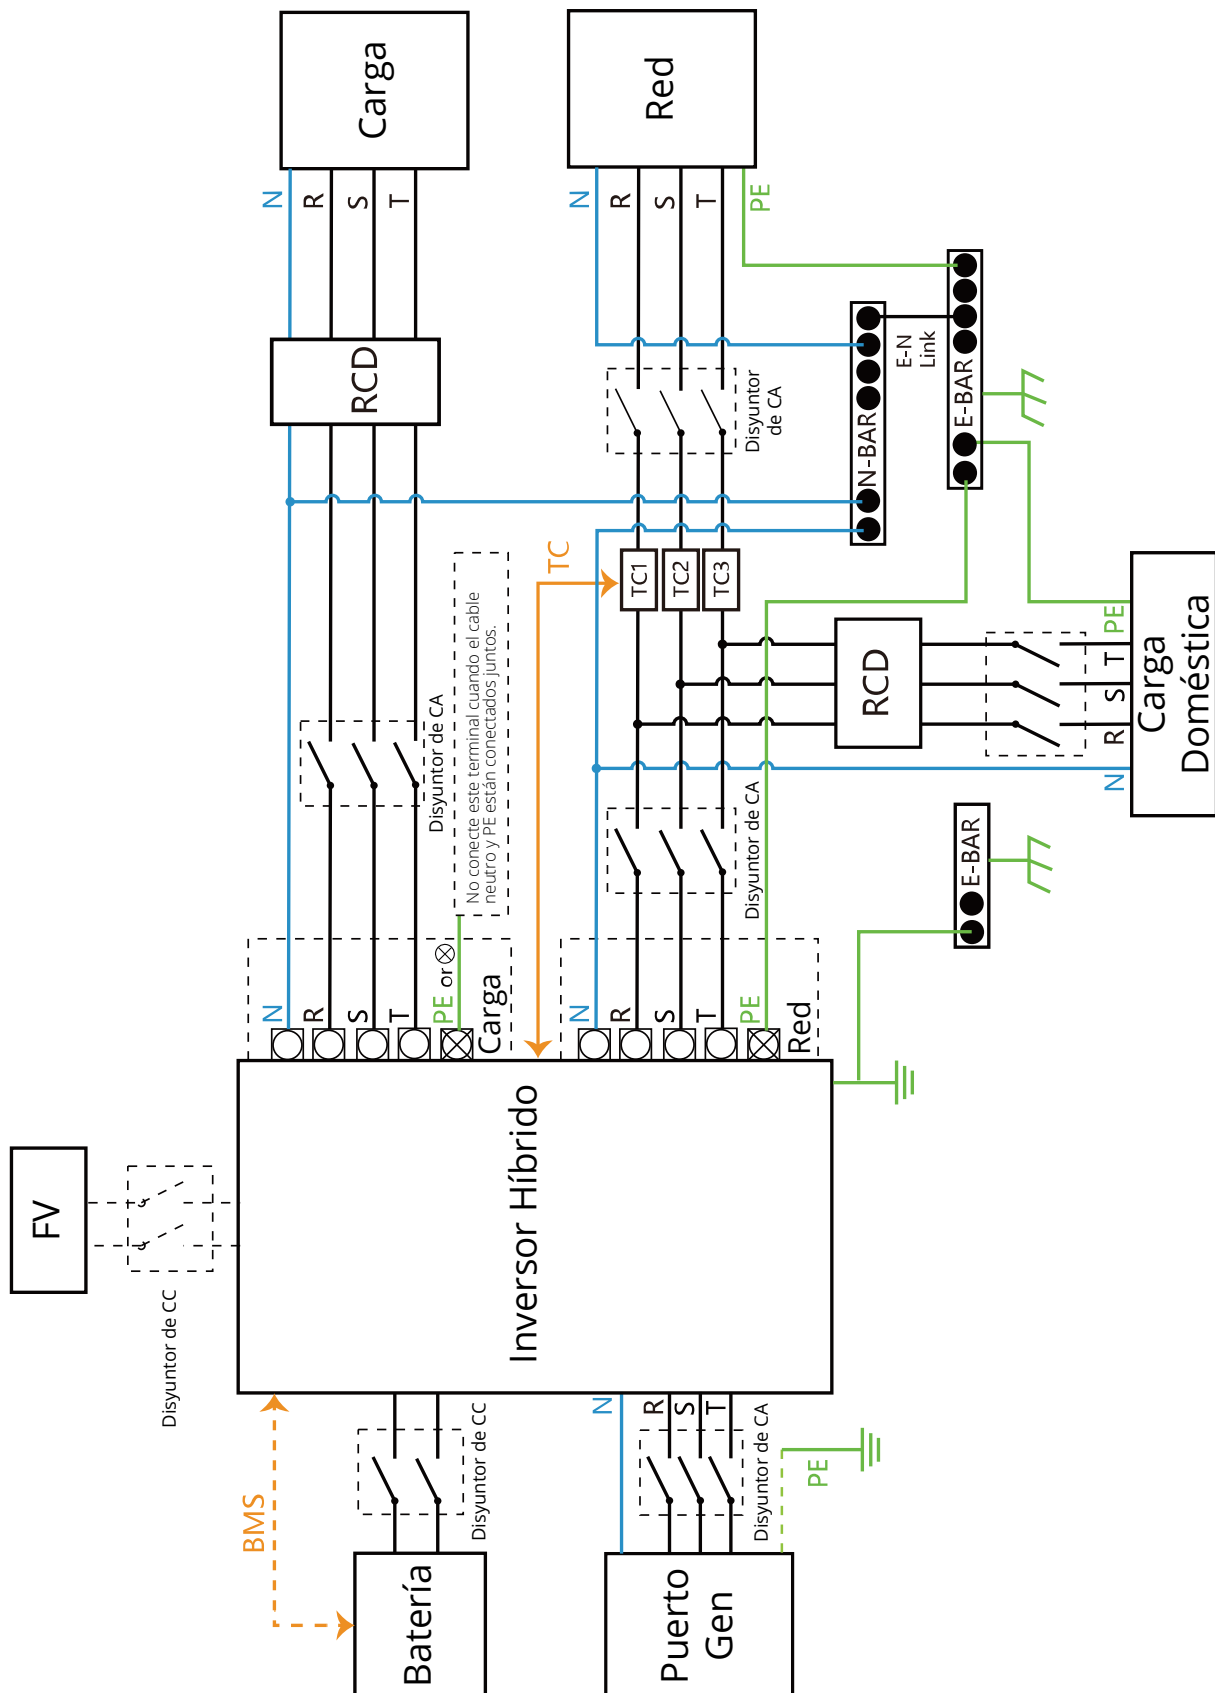 Carga
N
R
S
T
RCD
Disyuntor de CA
No conecte este terminal cuando el cable
neutro y PE están conectados juntos.
N
R
S
T
PE or
Carga
Red
N
R
S
T
PE
Disyuntor
de CA
N-BAR
E-N
Link
E-BAR
TC
TC1
TC2
TC3
RCD
PE
T
S
R
N
Carga
Doméstica
Disyuntor de CA
E-BAR
N
R
S
T
PE
Red
Inversor Híbrido
FV
Disyuntor de CC
BMS
Disyuntor de CC
Batería
N
R
S
T
Disyuntor de CA
PE
Puerto
Gen